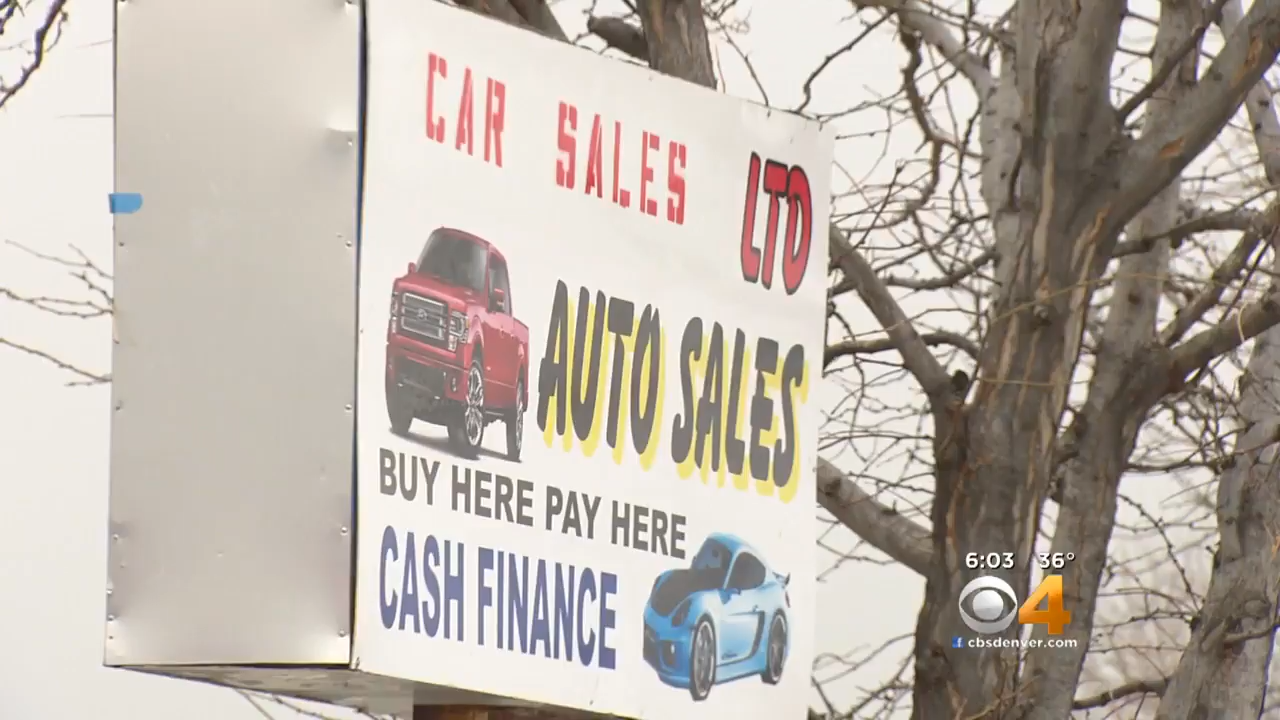 CAR SALES
LTD
AUTO SALES
BUY HERE PAY HERE
CASH FINANCE
6:03 36°
4
f cbsdenver.com